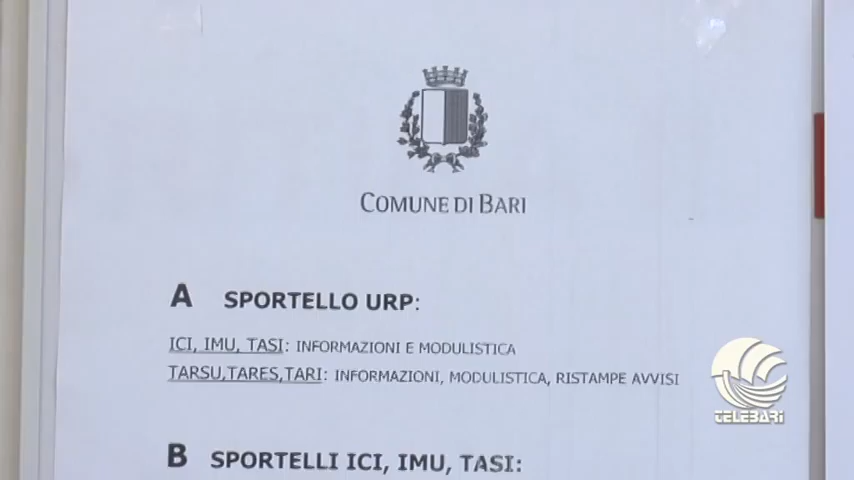 COMUNE DI BARI
A SPORTELLO URP:
ICI, IMU, TASI: INFORMAZIONI E MODULISTICA
TARSU,TARES,TARI: INFORMAZIONI, MODULISTICA, RISTAMPE AVVISI
TELEBARI
B SPORTELLI ICI, IMU, TASI: